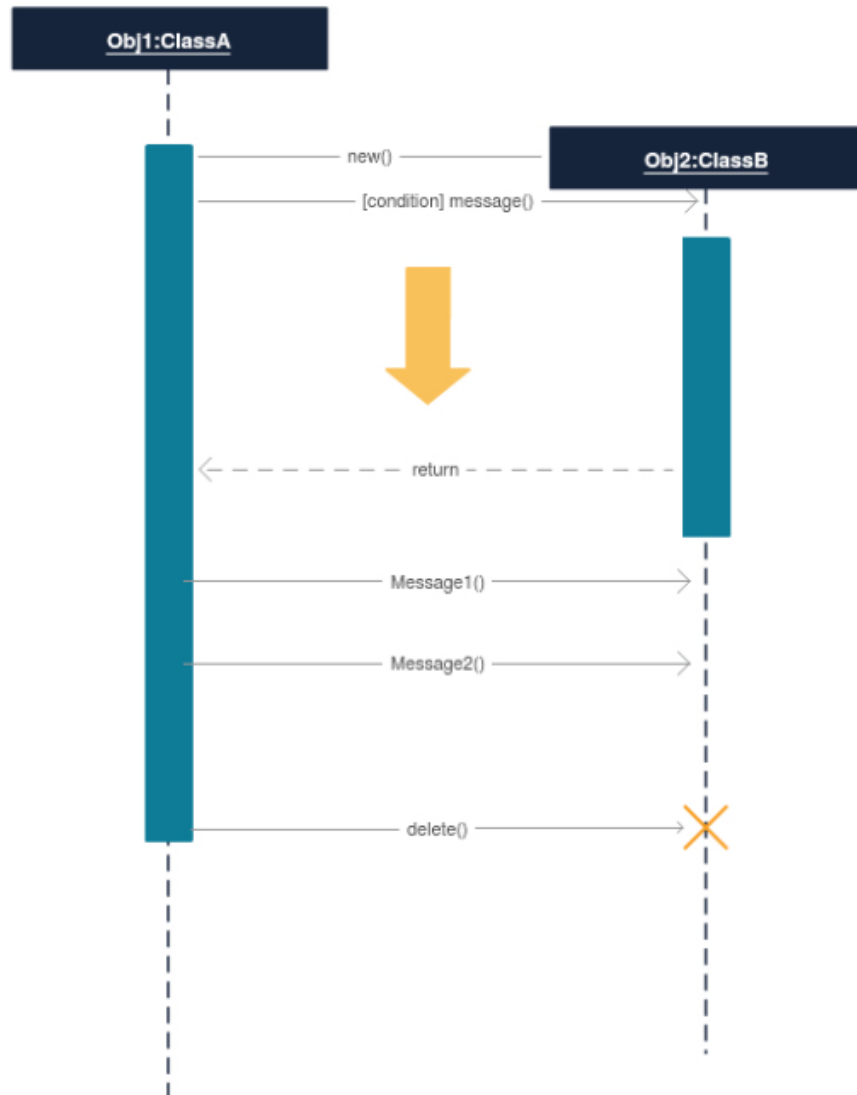 Obj1:ClassA
new()
Obj2:ClassB
[condition] message()
return
Message1()
Message2()
delete()